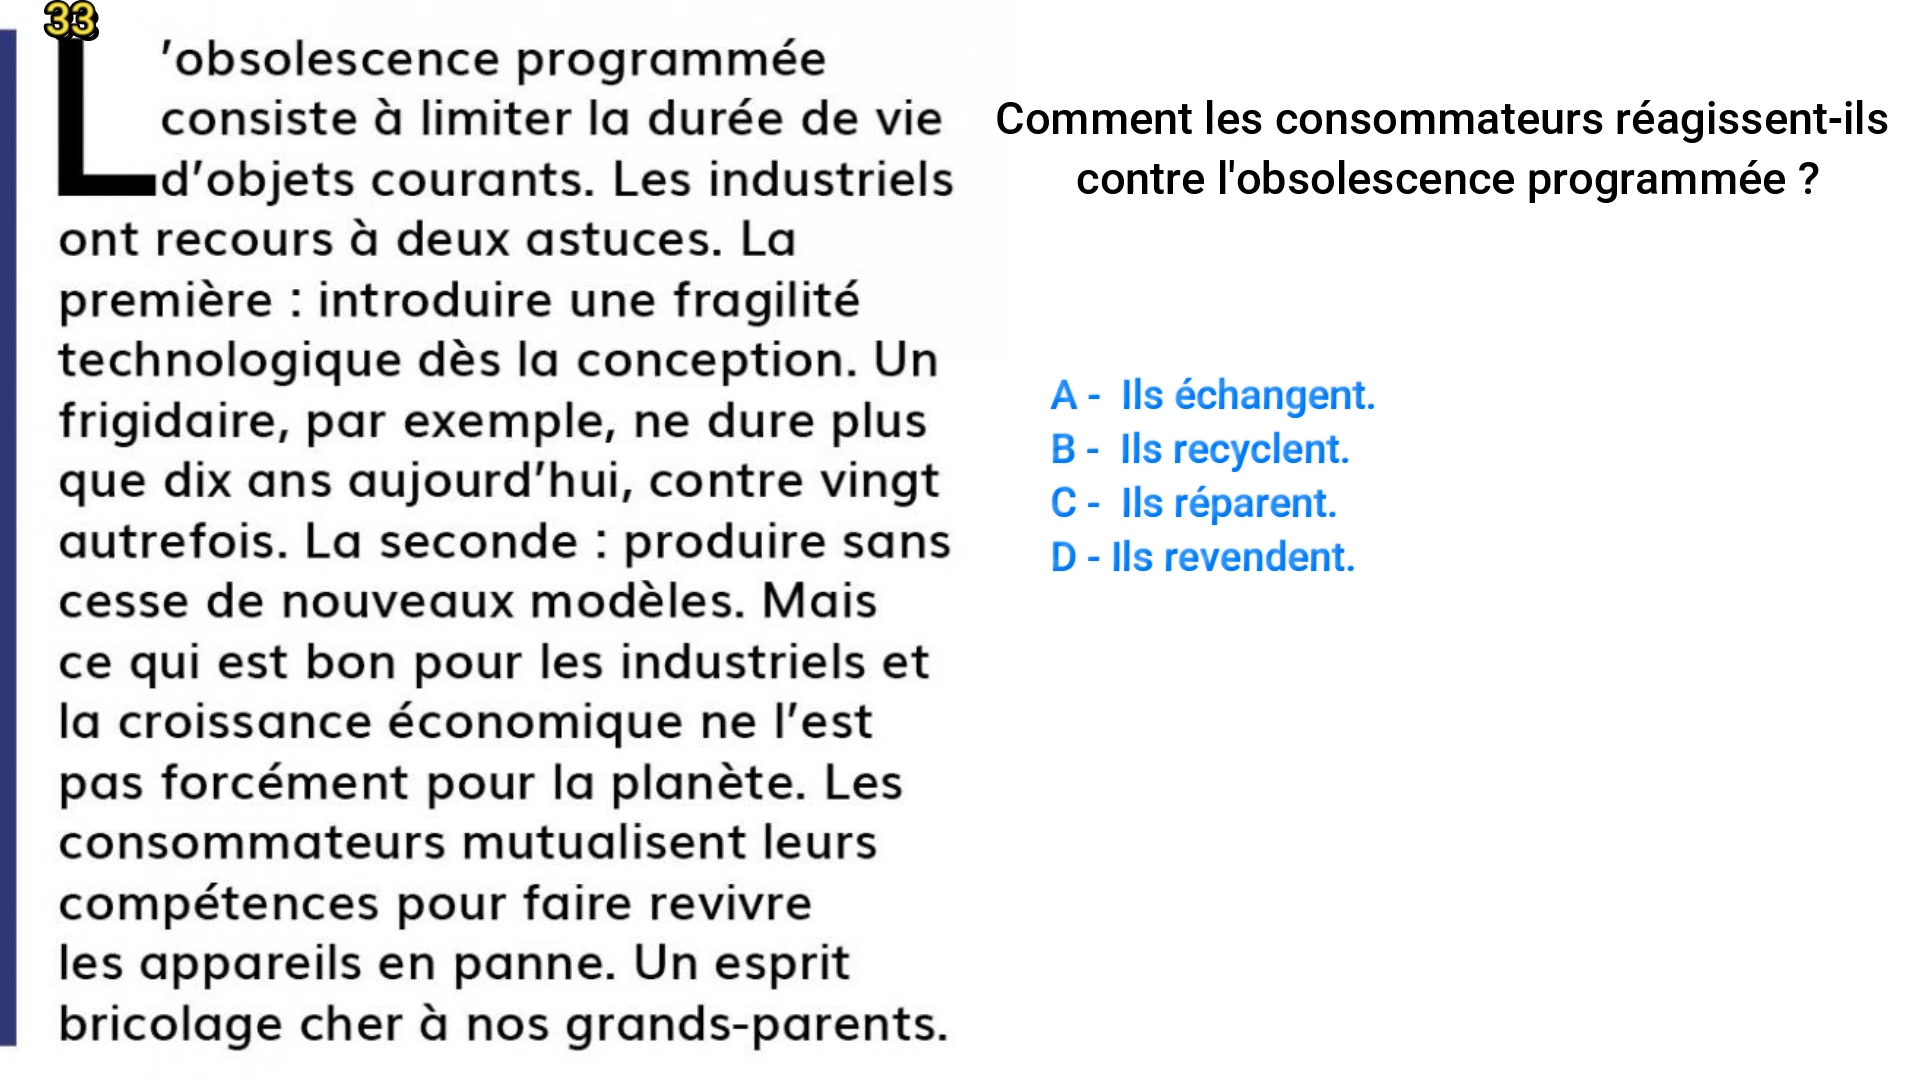 33
L'obsolescence programmée
consiste à limiter la durée de vie
d'objets courants. Les industriels
ont recours à deux astuces. La
première : introduire une fragilité
technologique dès la conception. Un
frigidaire, par exemple, ne dure plus
que dix ans aujourd'hui, contre vingt
autrefois. La seconde : produire sans
cesse de nouveaux modèles. Mais
ce qui est bon pour les industriels et
la croissance économique ne l'est
pas forcément pour la planète. Les
consommateurs mutualisent leurs
compétences pour faire revivre
les appareils en panne. Un esprit
bricolage cher à nos grands-parents.
Comment les consommateurs réagissent-ils
contre l'obsolescence programmée ?
A - Ils échangent.
B - Ils recyclent.
C - Ils réparent.
D - Ils revendent.